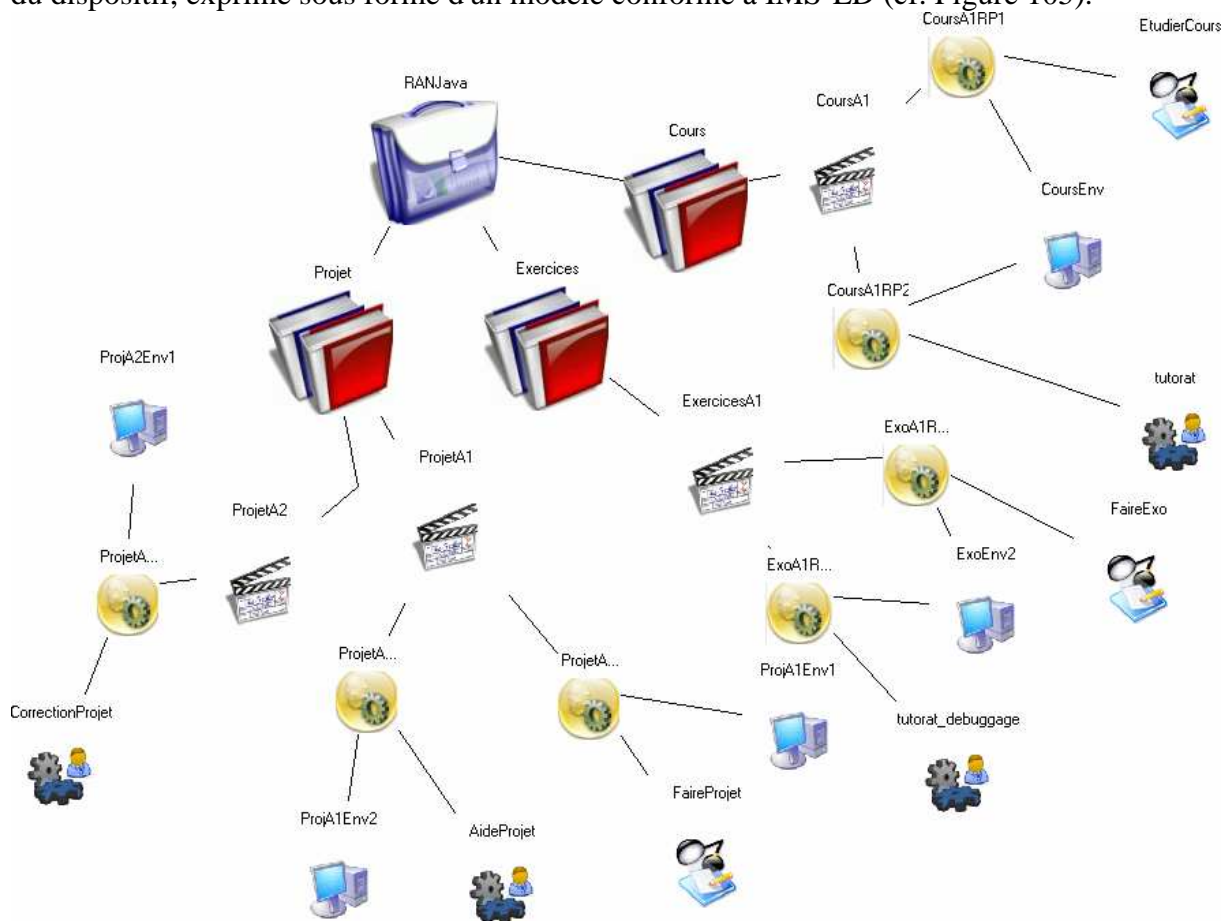 du dispositif, exprimé sous forme d'un modèle conforme à IMS-LD (cf. Figure 105).
CoursA1RP1
EtudierCours
RANJava
CoursA1
Cours
CoursEnv
Projet
Exercices
CoursA1RP2
ProjA2Env1
tutorat
ExercicesA1
ExoA1R...
ProjetA1
ProjetA2
FaireExo
ProjetA...
ExoA1R...
ExoEnv2
ProjetA...
ProjetA...
ProjA1Env1
CorrectionProjet
tutorat_debuggage
FaireProjet
ProjA1Env2
AideProjet